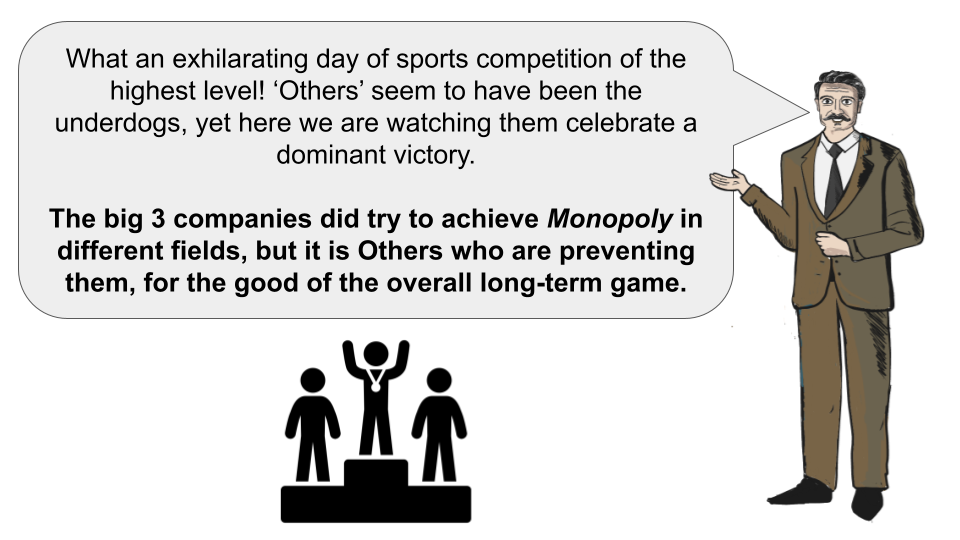 What an exhilarating day of sports competition of the
highest level! ‘Others’ seem to have been the
underdogs, yet here we are watching them celebrate a
dominant victory.
The big 3 companies did try to achieve Monopoly in
different fields, but it is Others who are preventing
them, for the good of the overall long-term game.